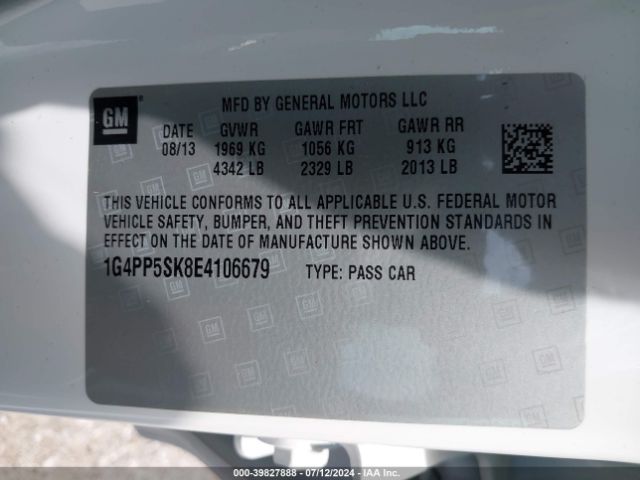 MFD BY GENERAL MOTORS LLC
GM
DATE GVWR GAWR FRT GAWR RR
08/13 1969 KG 1056 KG 913 KG
4342 LB 2329 LB 2013 LB
THIS VEHICLE CONFORMS TO ALL APPLICABLE U.S. FEDERAL MOTOR
VEHICLE SAFETY, BUMPER, AND THEFT PREVENTION STANDARDS IN
EFFECT ON THE DATE OF MANUFACTURE SHOWN ABOVE.
1G4PP5SK8E4106679 TYPE: PASS CAR
000-39827888 - 07/12/2024 - IAA Inc.